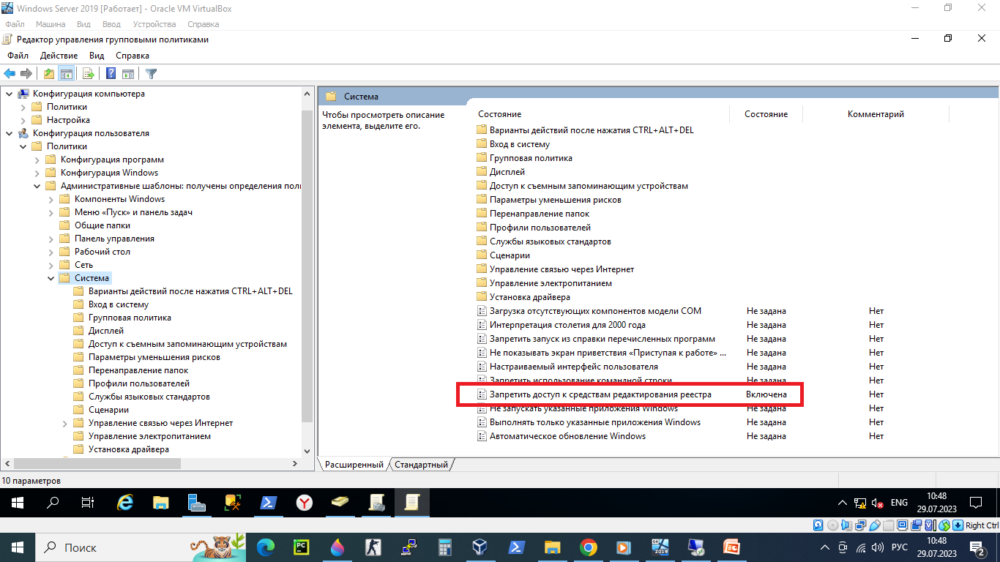 Windows Server 2019 [Работает] - Oracle VM VirtualBox
Файл Машина Вид Ввод Устройства Справка
Редактор управления групповыми политиками
Файл Действие Вид Справка
Конфигурация компьютера
Политики
Настройка
Конфигурация пользователя
Политики
Конфигурация программ
Конфигурация Windows
Административные шаблоны: получены определения пол
Компоненты Windows
Меню «Пуск» и панель задач
Общие папки
Панель управления
Рабочий стол
Сеть
Система
Варианты действий после нажатия CTRL+ALT+DEL
Вход в систему
Групповая политика
Дисплей
Доступ к съемным запоминающим устройствам
Параметры уменьшения рисков
Перенаправление папок
Профили пользователей
Службы языковых стандартов
Сценарии
Управление связью через Интернет
Управление электропитанием
Установка драйвера
Система
Чтобы просмотреть описание
элемента, выделите его.
Состояние Состояние Комментарий
Варианты действий после нажатия CTRL+ALT+DEL
Вход в систему
Групповая политика
Дисплей
Доступ к съемным запоминающим устройствам
Параметры уменьшения рисков
Перенаправление папок
Профили пользователей
Службы языковых стандартов
Сценарии
Управление связью через Интернет
Управление электропитанием
Установка драйвера
Загрузка отсутствующих компонентов модели COM Не задана Нет
Интерпретация столетия для 2000 года Не задана Нет
Запретить запуск из справки перечисленных программ Не задана Нет
Не показывать экран приветствия «Приступая к работе» ... Не задана Нет
Настраиваемый интерфейс пользователя Не задана Нет
Запретить использование командной строки Не задана Нет
Запретить доступ к средствам редактирования реестра Включена Нет
Не запускать указанные приложения Windows Не задана Нет
Выполнять только указанные приложения Windows Не задана Нет
Автоматическое обновление Windows Не задана Нет
Расширенный Стандартный
10 параметров
ENG
10:48
29.07.2023
Right Ctrl
Поиск
PC
2019
РУС
10:48
29.07.2023
2